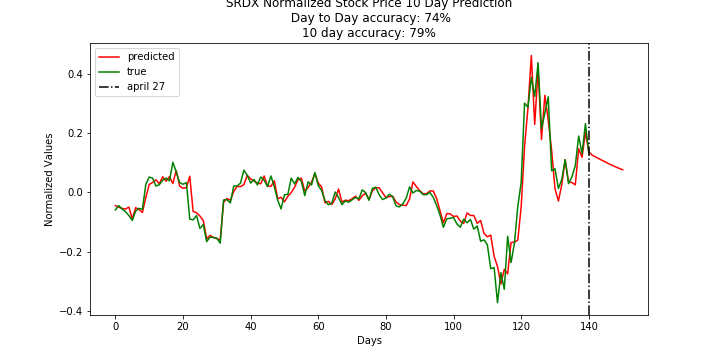 SRDX Normalized Stock Price 10 Day Prediction
Day to Day accuracy: 74%
10 day accuracy: 79%
predicted
true
april 27
Normalized Values
0.4
0.2
0.0
−0.2
−0.4
0
20
40
60
80
100
120
140
Days